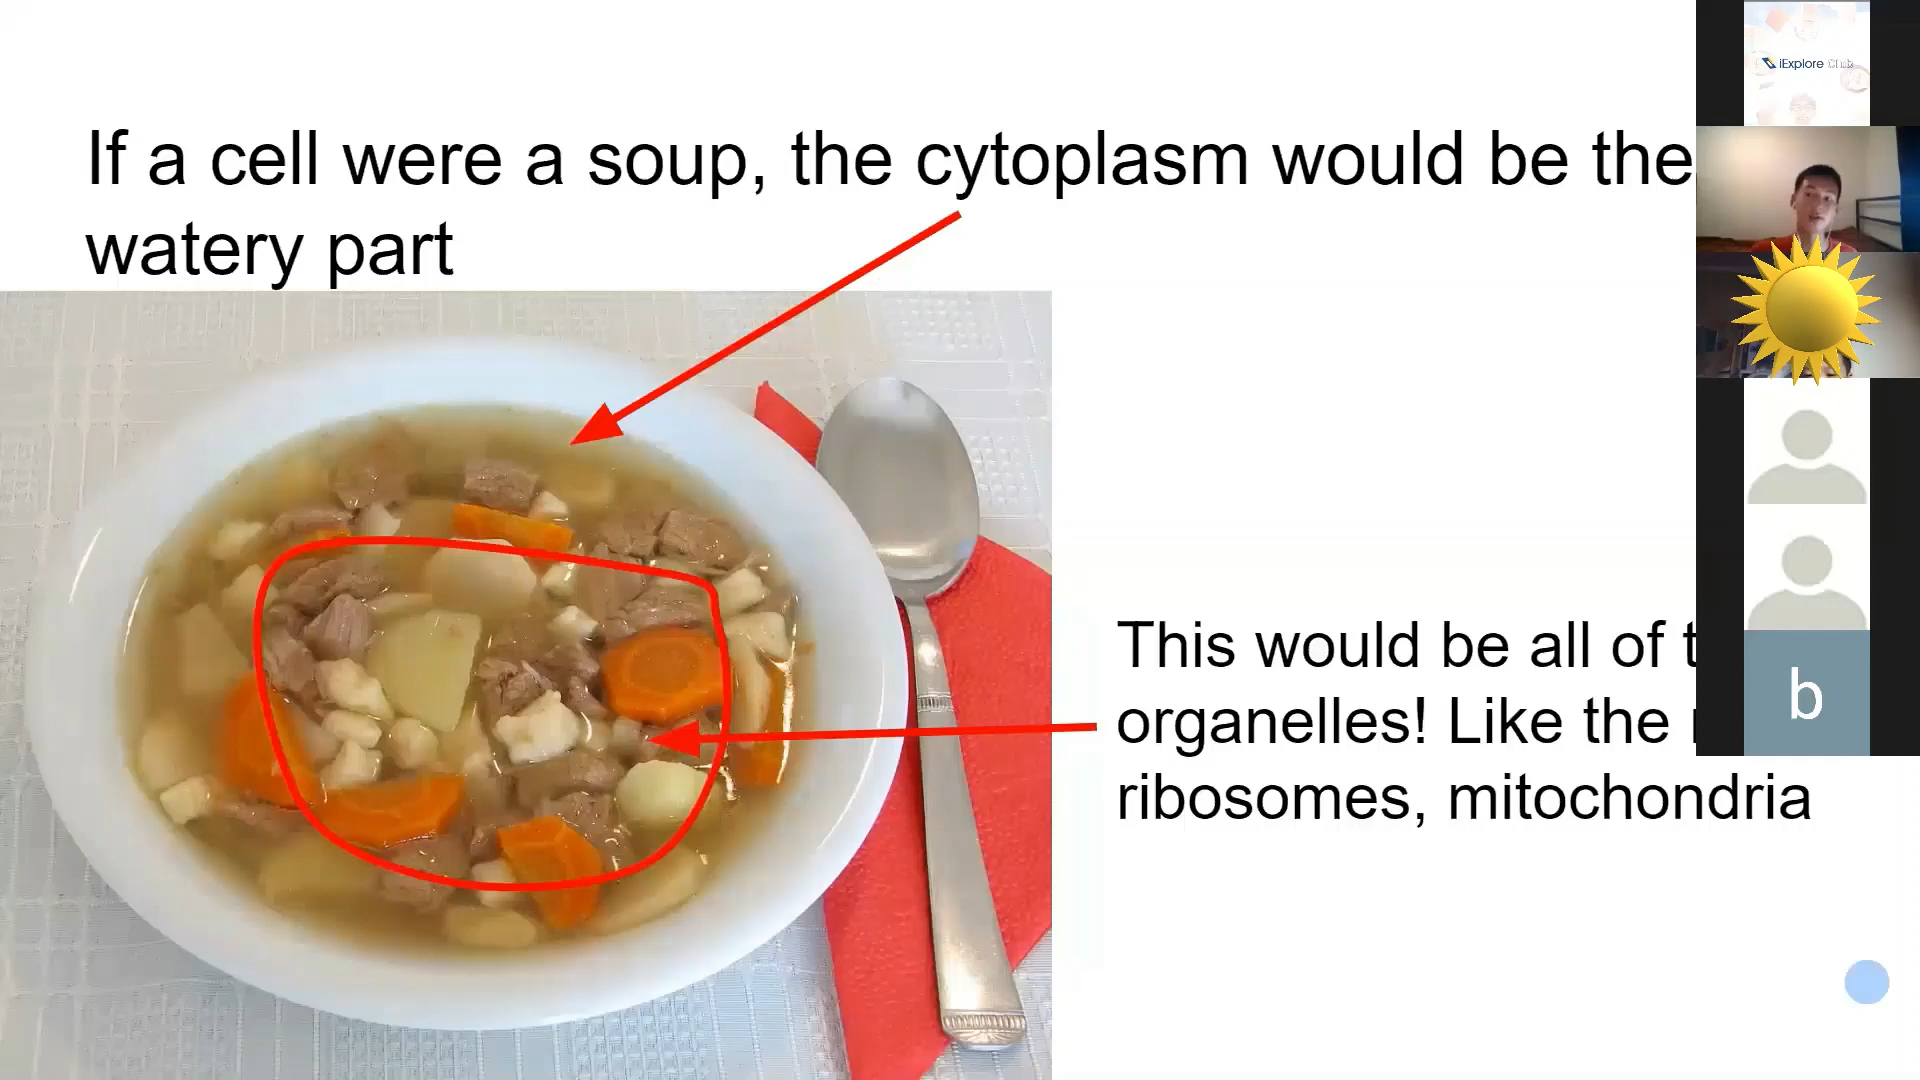 If a cell were a soup, the cytoplasm would be the
watery part
This would be all of
organelles! Like the
ribosomes, mitochondria
iExplore Club
b